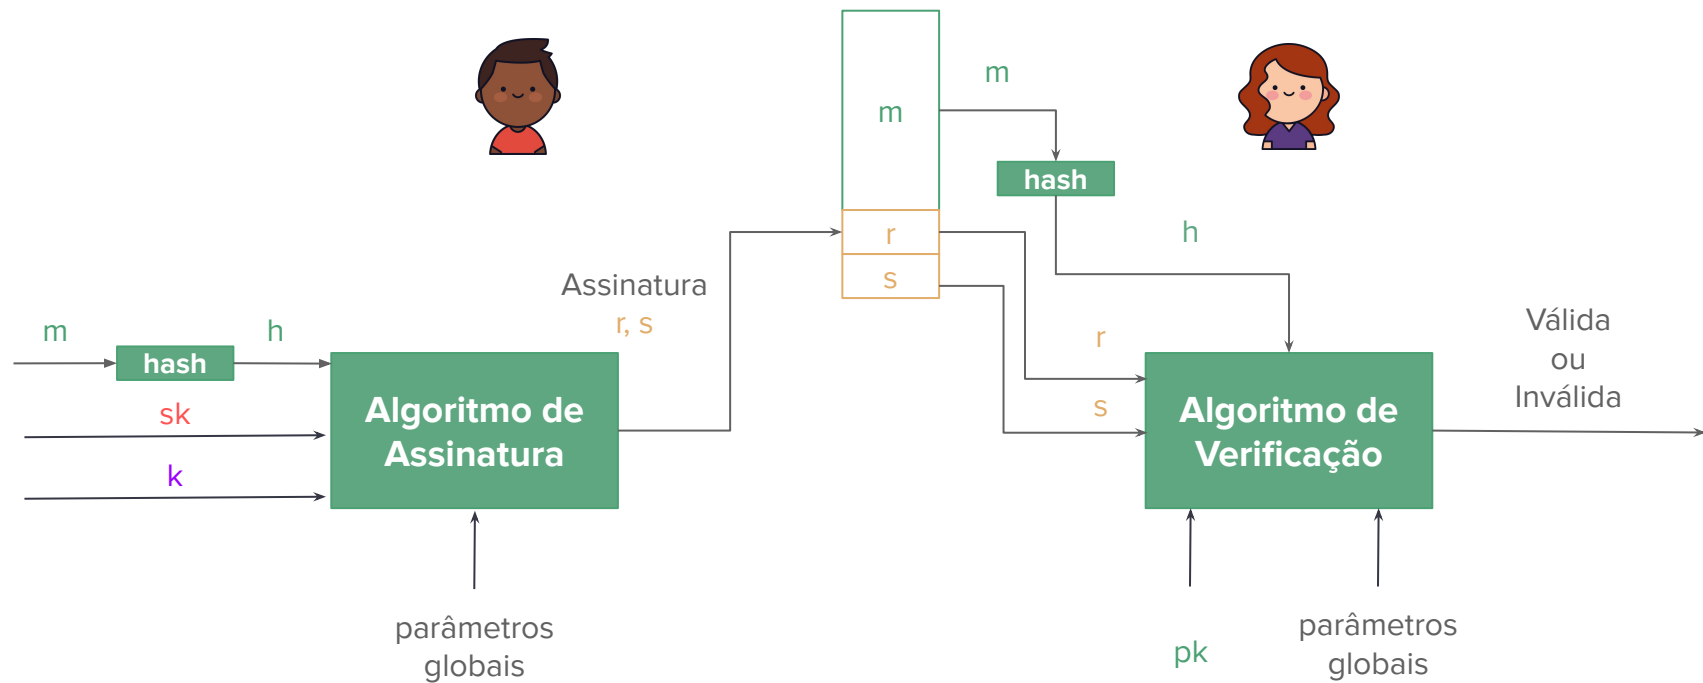 m
m
hash
r
h
s
Assinatura
r, s
m
h
hash
sk
k
Algoritmo de
Assinatura
parâmetros
globais
r
s
Algoritmo de
Verificação
Válida
ou
Inválida
pk
parâmetros
globais